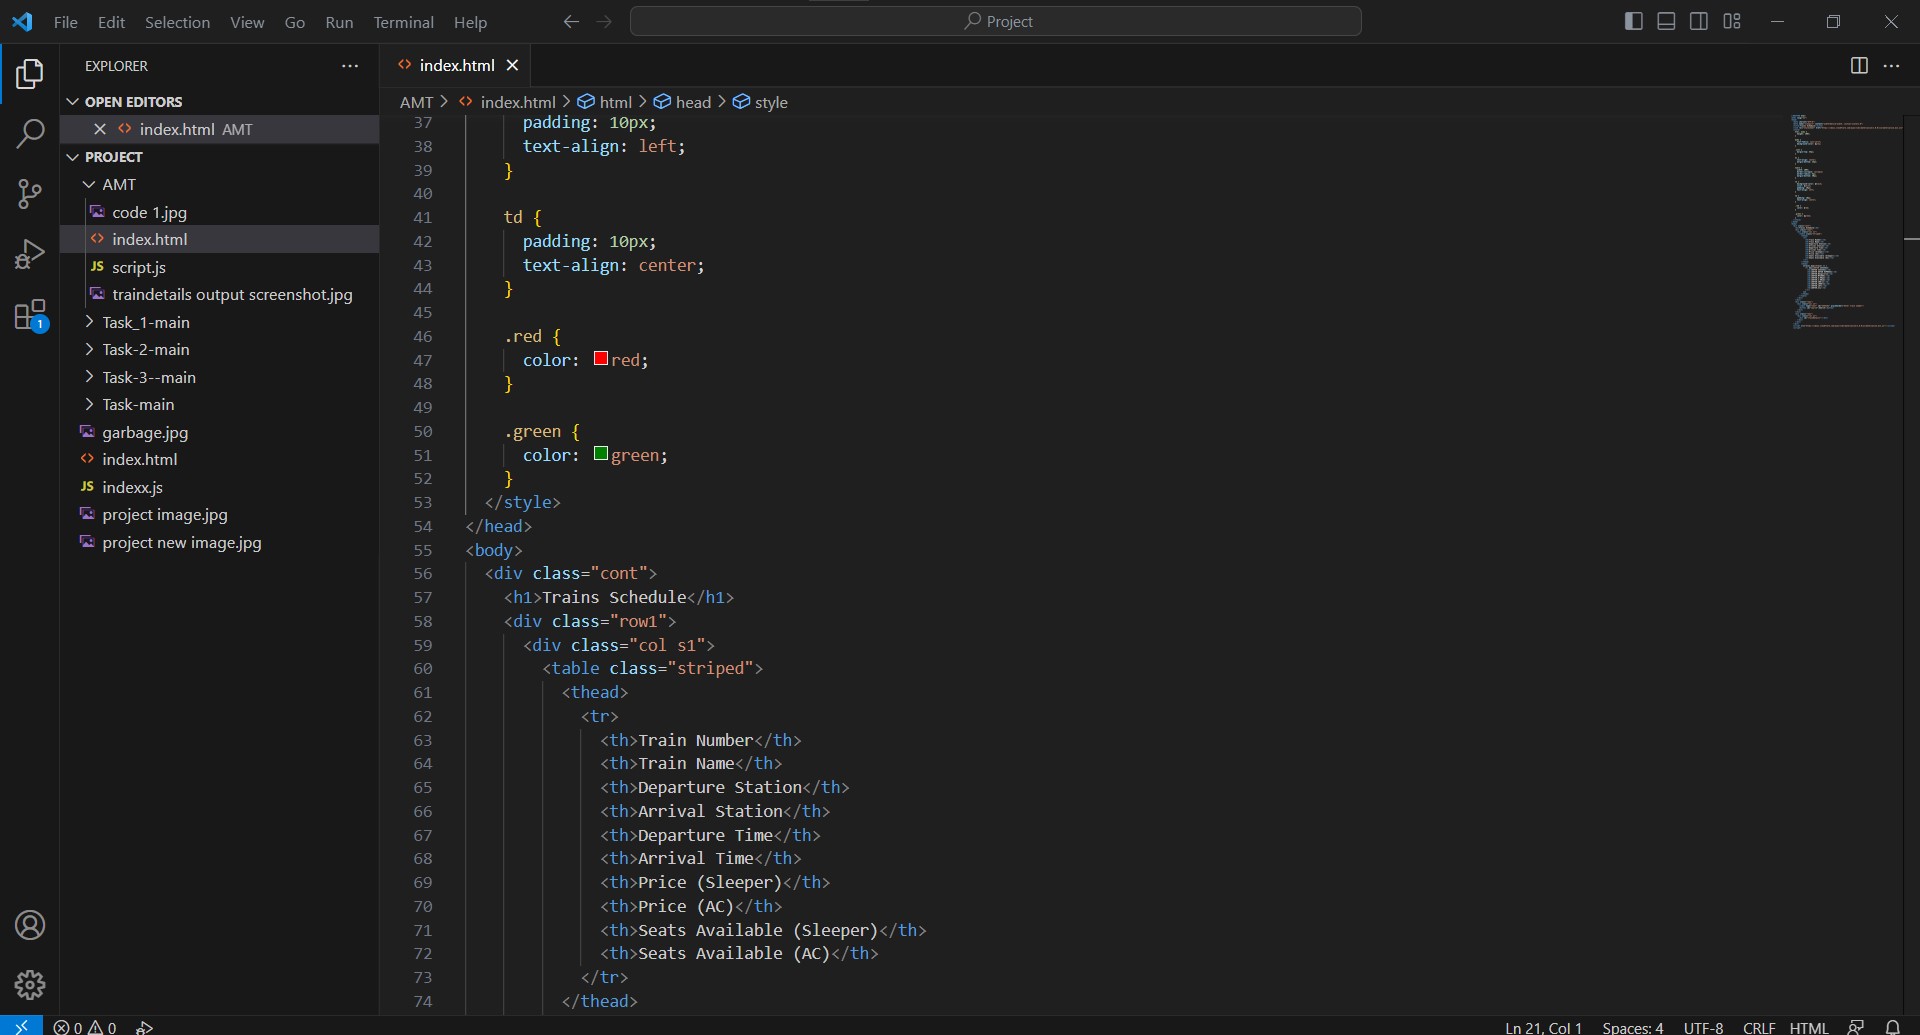 File Edit Selection View Go Run Terminal Help
Project
EXPLORER
OPEN EDITORS
index.html AMT
PROJECT
AMT
code 1.jpg
index.html
JS script.js
traindetails output screenshot.jpg
Task_1-main
Task-2-main
Task-3--main
Task-main
garbage.jpg
index.html
JS indexx.js
project image.jpg
project new image.jpg
1
index.html
AMT > index.html > html > head > style
37 padding: 10px;
38 text-align: left;
39 }
40
41 td {
42 padding: 10px;
43 text-align: center;
44 }
45
46 .red {
47 color: red;
48 }
49
50 .green {
51 color: green;
52 }
53 </style>
54 </head>
55 <body>
56 <div class="cont">
57 <h1>Trains Schedule</h1>
58 <div class="row1">
59 <div class="col s1">
60 <table class="striped">
61 <thead>
62 <tr>
63 <th>Train Number</th>
64 <th>Train Name</th>
65 <th>Departure Station</th>
66 <th>Arrival Station</th>
67 <th>Departure Time</th>
68 <th>Arrival Time</th>
69 <th>Price (Sleeper)</th>
70 <th>Price (AC)</th>
71 <th>Seats Available (Sleeper)</th>
72 <th>Seats Available (AC)</th>
73 </tr>
74 </thead>
0 0
Ln 21, Col 1 Spaces: 4 UTF-8 CRLF HTML